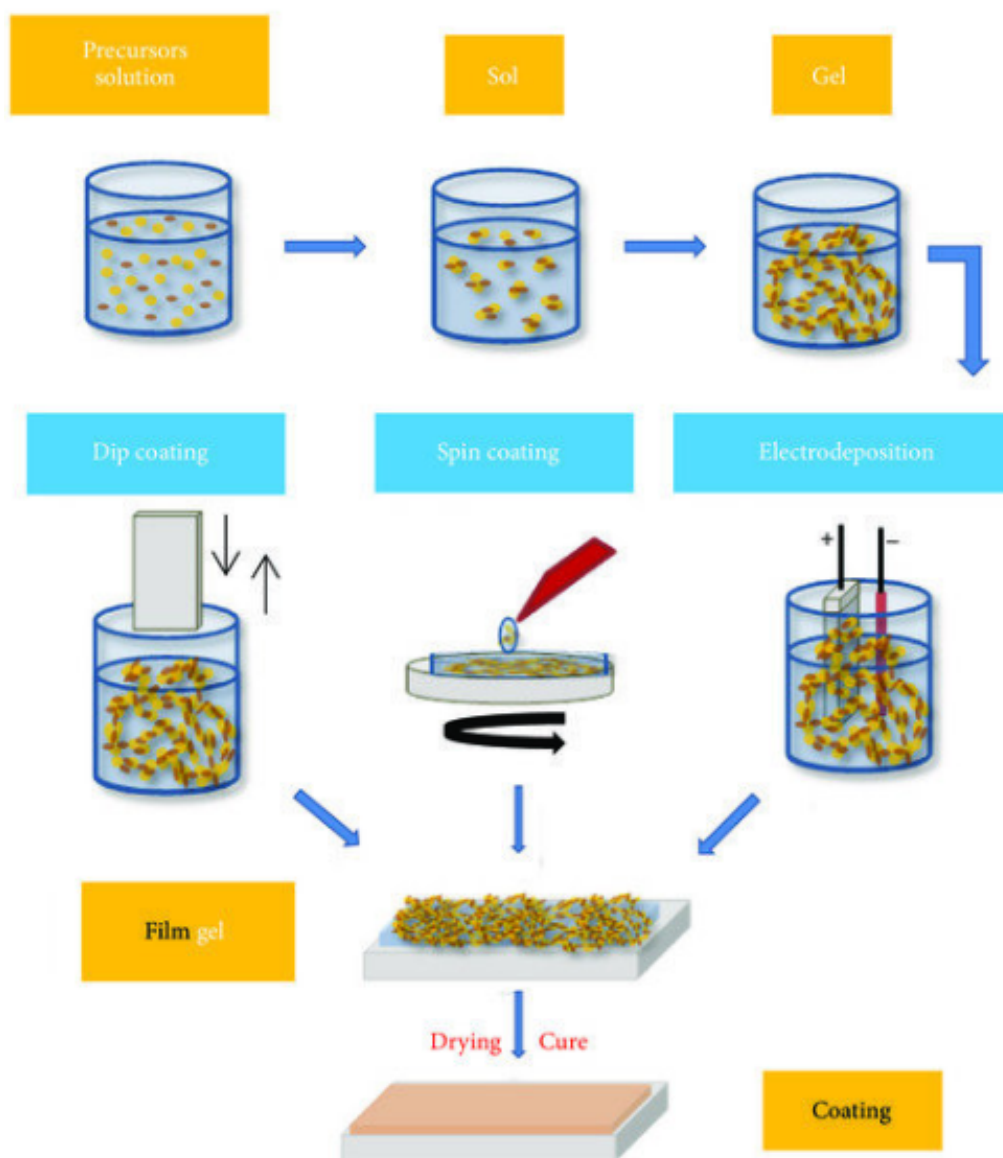 Precursors
solution
Sol
Gel
Dip coating
Spin coating
Electrodeposition
+
–
Film gel
Drying
Cure
Coating